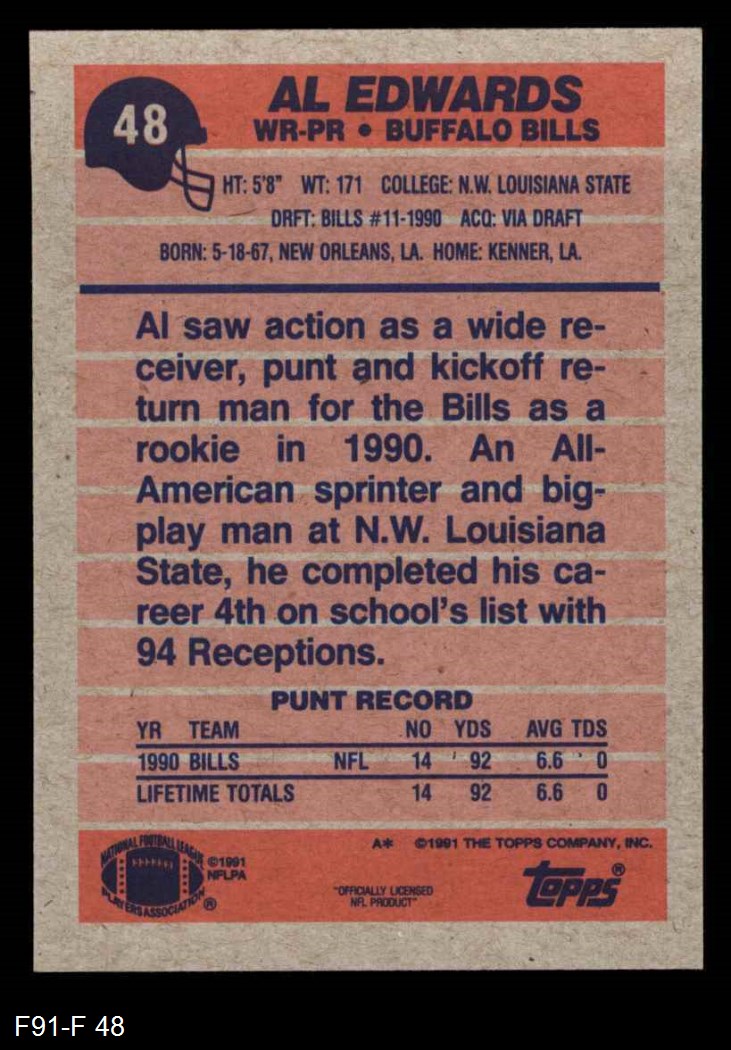 48
AL EDWARDS
WR-PR • BUFFALO BILLS
HT: 5'8" WT: 171 COLLEGE: N.W. LOUISIANA STATE
DRFT: BILLS #11-1990 ACQ: VIA DRAFT
BORN: 5-18-67, NEW ORLEANS, LA. HOME: KENNER, LA.
Al saw action as a wide re-
ceiver, punt and kickoff re-
turn man for the Bills as a
rookie in 1990. An All-
American sprinter and big-
play man at N.W. Louisiana
State, he completed his ca-
reer 4th on school's list with
94 Receptions.
PUNT RECORD
YR TEAM NO YDS AVG TDS
1990 BILLS NFL 14 92 6.6 0
LIFETIME TOTALS 14 92 6.6 0
A* ©1991 THE TOPPS COMPANY, INC.
NATIONAL FOOTBALL LEAGUE
PLAYERS ASSOCIATION ®
©1991
NFLPA
"OFFICIALLY LICENSED
NFL PRODUCT"
topps®
F91-F 48